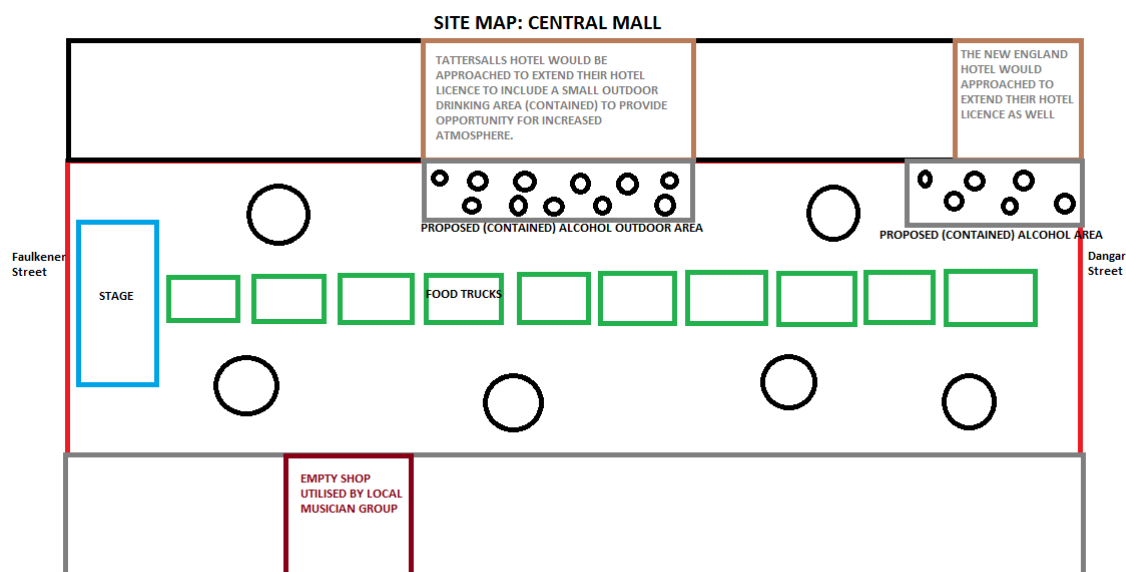 SITE MAP: CENTRAL MALL
TATTERSALLS HOTEL WOULD BE
APPROACHED TO EXTEND THEIR HOTEL
LICENCE TO INCLUDE A SMALL OUTDOOR
DRINKING AREA (CONTAINED) TO PROVIDE
OPPORTUNITY FOR INCREASED
ATMOSPHERE.
THE NEW ENGLAND
HOTEL WOULD
APPROACHED TO
EXTEND THEIR HOTEL
LICENCE AS WELL
PROPOSED (CONTAINED) ALCOHOL OUTDOOR AREA
PROPOSED (CONTAINED) ALCOHOL AREA
Faulkener
Street
Dangar
Street
STAGE
FOOD TRUCKS
EMPTY SHOP
UTILISED BY LOCAL
MUSICIAN GROUP